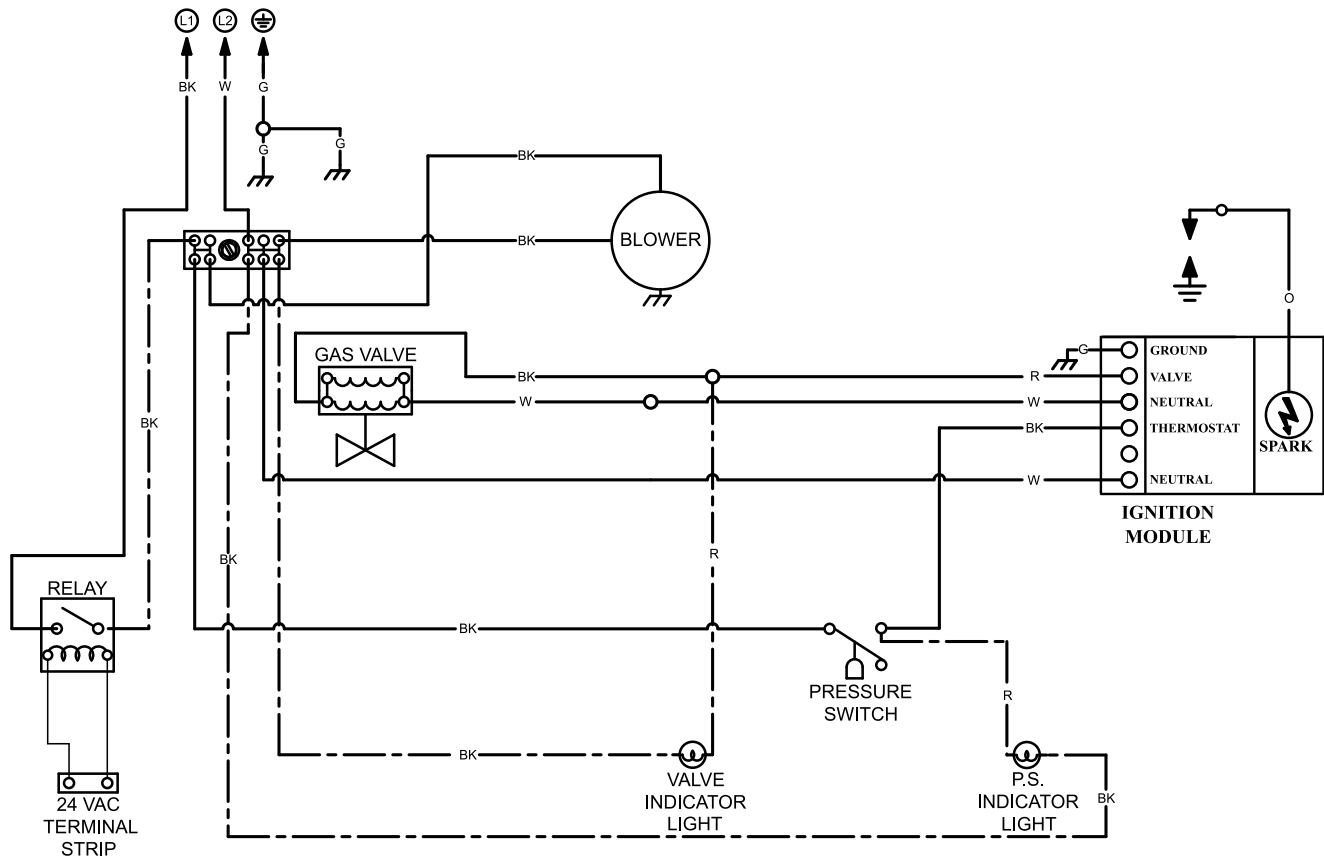 L1
L2
BK
W
G
G
G
BK
BK
BLOWER
O
GAS VALVE
G
GROUND
BK
R
VALVE
W
W
NEUTRAL
BK
THERMOSTAT
SPARK
W
NEUTRAL
IGNITION
MODULE
BK
BK
R
RELAY
BK
PRESSURE
SWITCH
R
BK
VALVE
INDICATOR
LIGHT
P.S.
INDICATOR
LIGHT
BK
24 VAC
TERMINAL
STRIP